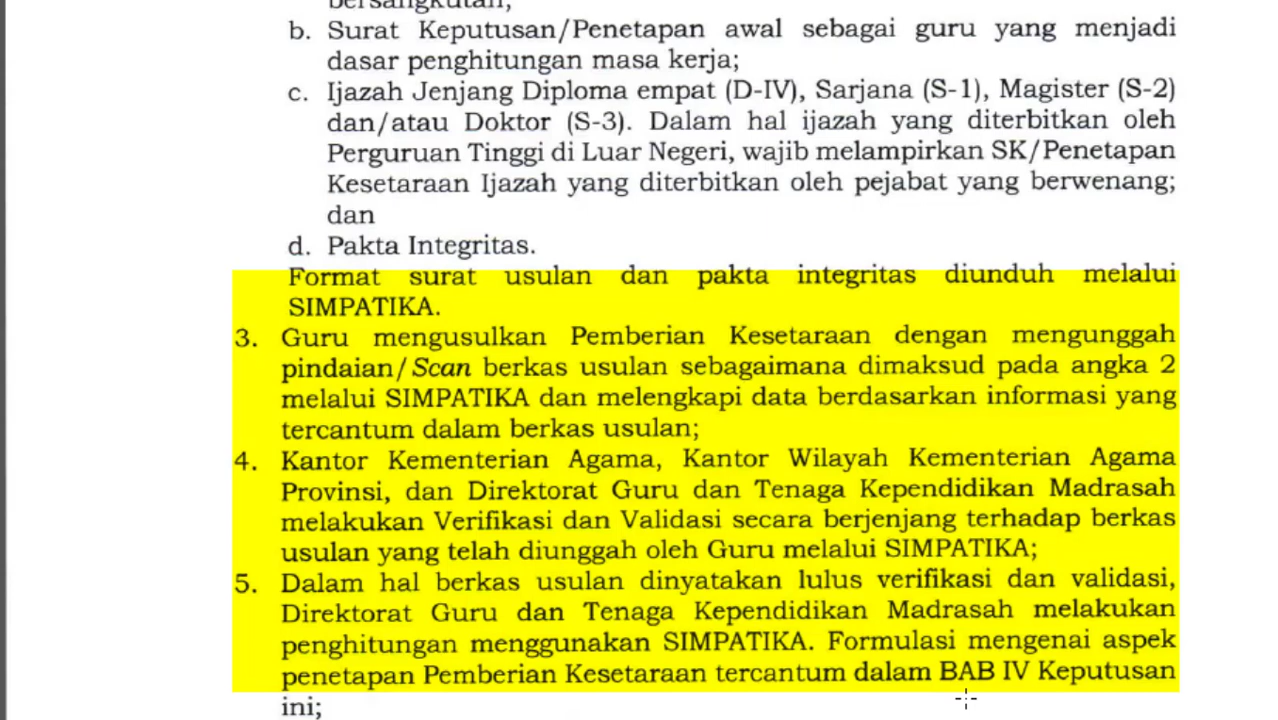 bersangkutan;
b. Surat Keputusan/Penetapan awal sebagai guru yang menjadi
dasar penghitungan masa kerja;
c. Ijazah Jenjang Diploma empat (D-IV), Sarjana (S-1), Magister (S-2)
dan/atau Doktor (S-3). Dalam hal ijazah yang diterbitkan oleh
Perguruan Tinggi di Luar Negeri, wajib melampirkan SK/Penetapan
Kesetaraan Ijazah yang diterbitkan oleh pejabat yang berwenang;
dan
d. Pakta Integritas.
Format surat usulan dan pakta integritas diunduh melalui
SIMPATIKA.
3. Guru mengusulkan Pemberian Kesetaraan dengan mengunggah
pindaian/Scan berkas usulan sebagaimana dimaksud pada angka 2
melalui SIMPATIKA dan melengkapi data berdasarkan informasi yang
tercantum dalam berkas usulan;
4. Kantor Kementerian Agama, Kantor Wilayah Kementerian Agama
Provinsi, dan Direktorat Guru dan Tenaga Kependidikan Madrasah
melakukan Verifikasi dan Validasi secara berjenjang terhadap berkas
usulan yang telah diunggah oleh Guru melalui SIMPATIKA;
5. Dalam hal berkas usulan dinyatakan lulus verifikasi dan validasi,
Direktorat Guru dan Tenaga Kependidikan Madrasah melakukan
penghitungan menggunakan SIMPATIKA. Formulasi mengenai aspek
penetapan Pemberian Kesetaraan tercantum dalam BAB IV Keputusan
ini;